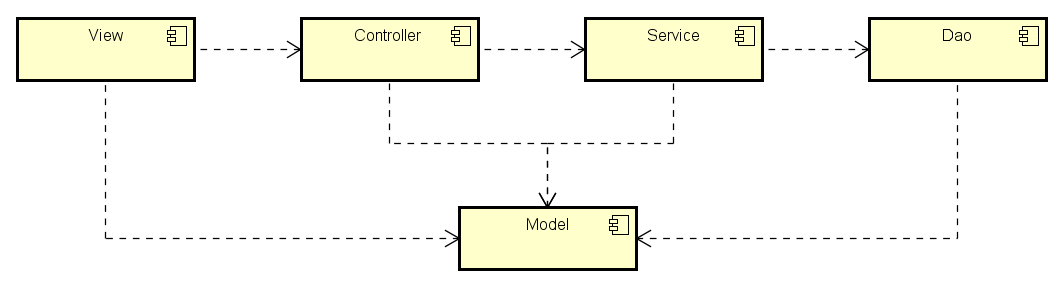 View
Controller
Service
Dao
Model